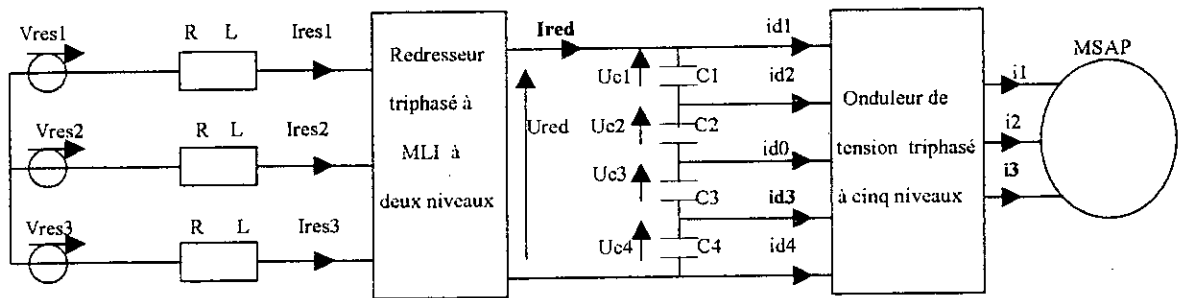 Vres1
R L
Ires1
Vres2
R L
Ires2
Vres3
R L
Ires3
Redresseur
triphasé à
MLI à
deux niveaux
Ired
Ured
Uc1
C1
Uc2
C2
Uc3
C3
Uc4
C4
id1
id2
id0
id3
id4
Onduleur de
tension triphasé
à cinq niveaux
i1
i2
i3
MSAP